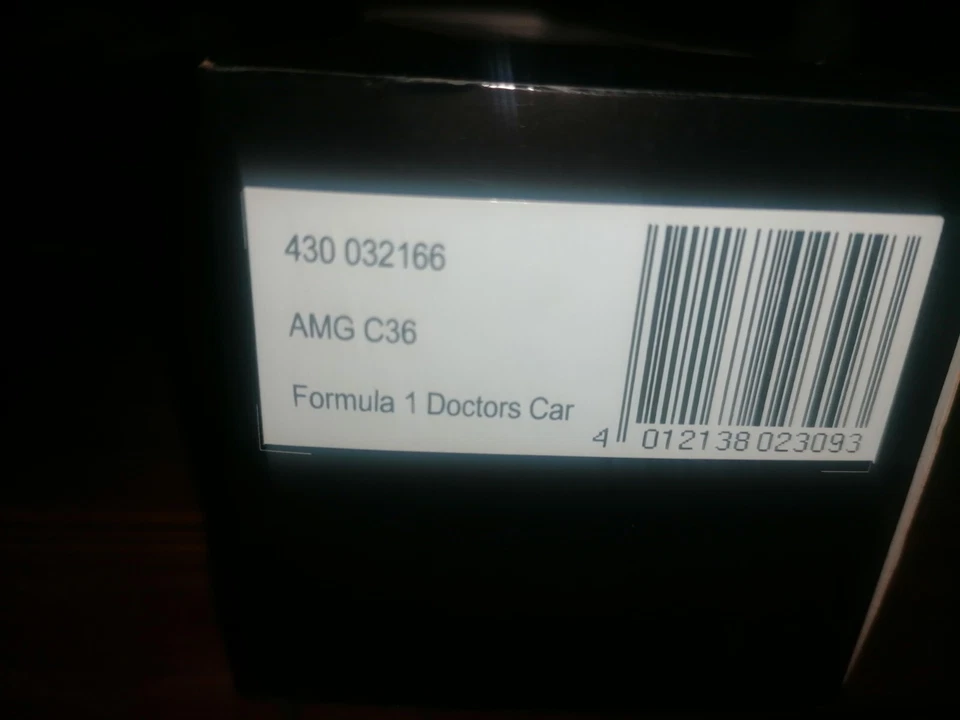 430 032166
AMG C36
Formula 1 Doctors Car
4 012138 023093